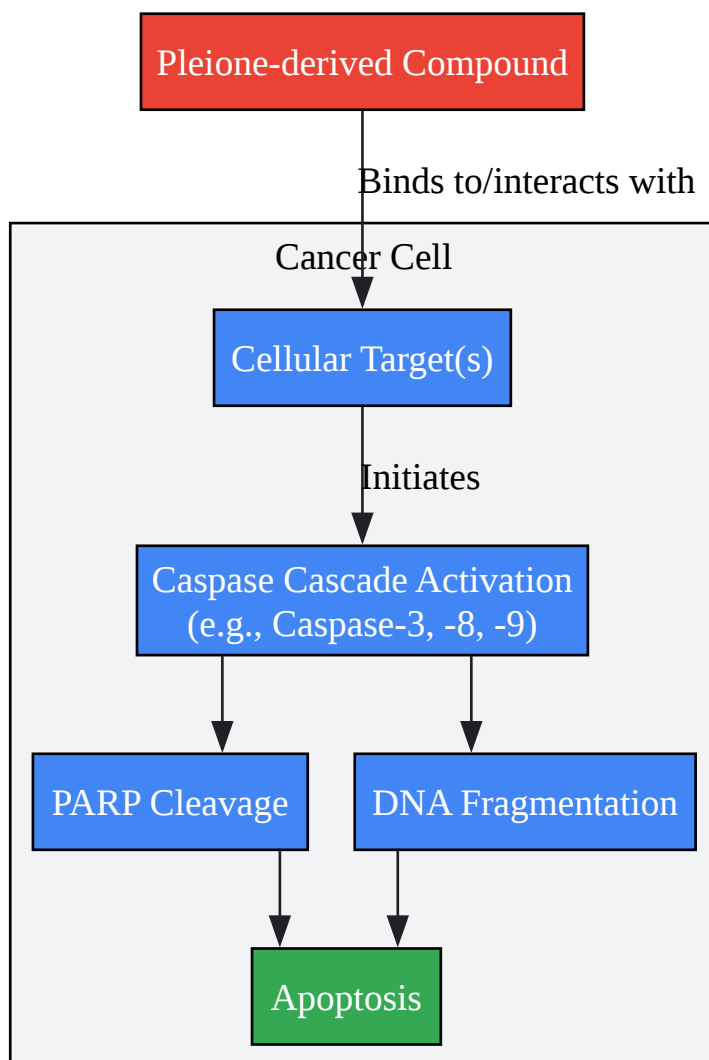 Pleione-derived Compound
Binds to/interacts with
Cancer Cell
Cellular Target(s)
Initiates
Caspase Cascade Activation
(e.g., Caspase-3, -8, -9)
PARP Cleavage
DNA Fragmentation
Apoptosis